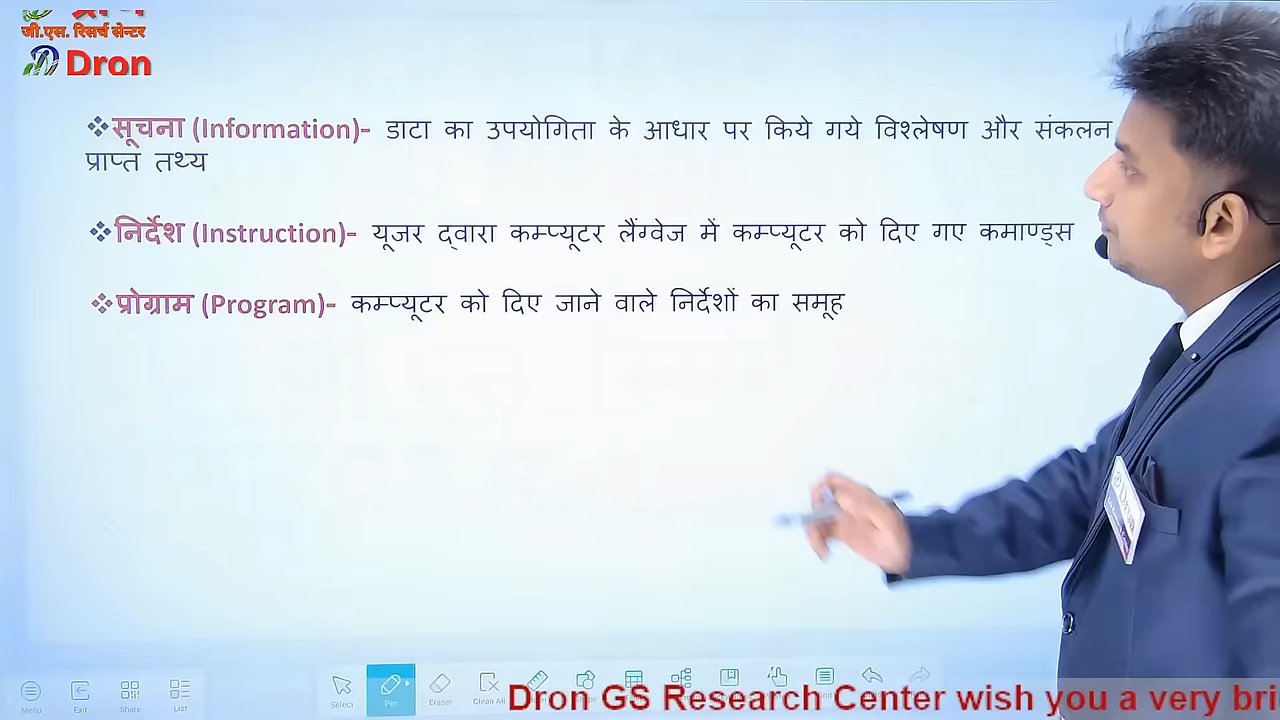 जी.एस. रिसर्च सेन्टर
Dron
❖सूचना (Information)- डाटा का उपयोगिता के आधार पर किये गये विश्लेषण और संकलन
प्राप्त तथ्य
❖निर्देश (Instruction)- यूजर द्वारा कम्प्यूटर लैंग्वेज में कम्प्यूटर को दिए गए कमाण्ड्स
❖प्रोग्राम (Program)- कम्प्यूटर को दिए जाने वाले निर्देशों का समूह
Menu Exit Share List Select Pen Eraser Clean All
Dron GS Research Center wish you a very bri